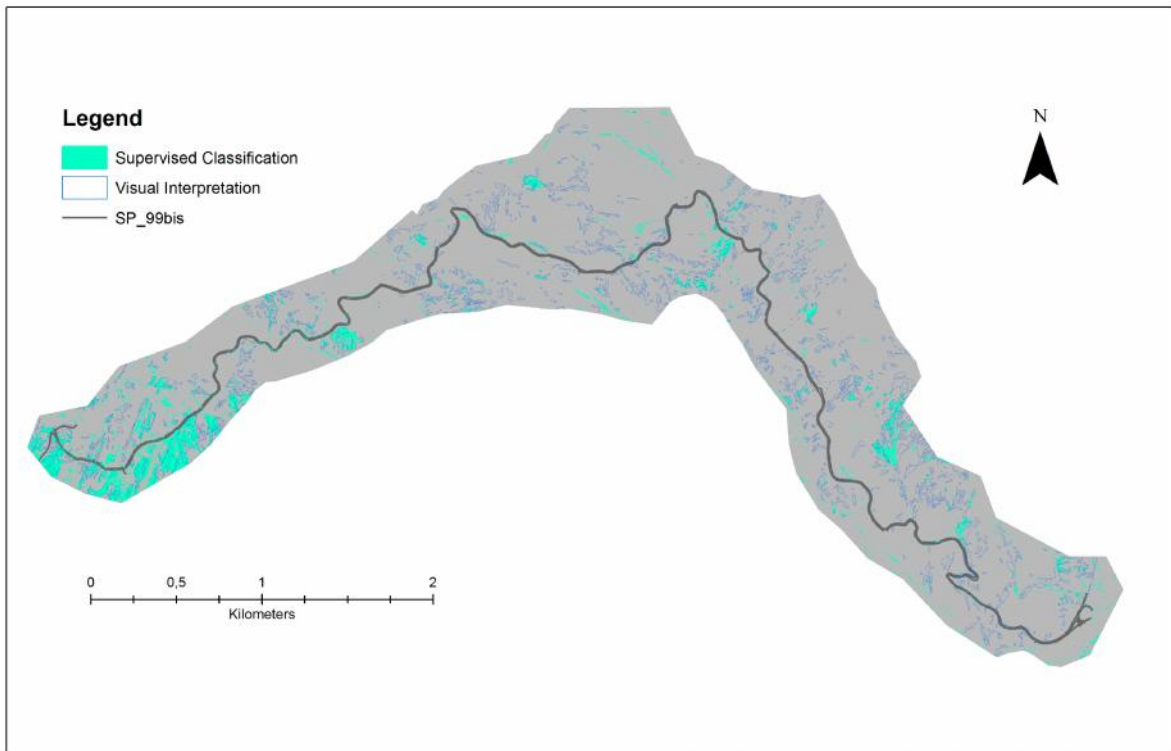 Legend
Supervised Classification
Visual Interpretation
SP_99bis
N
0 0,5 1 2
Kilometers